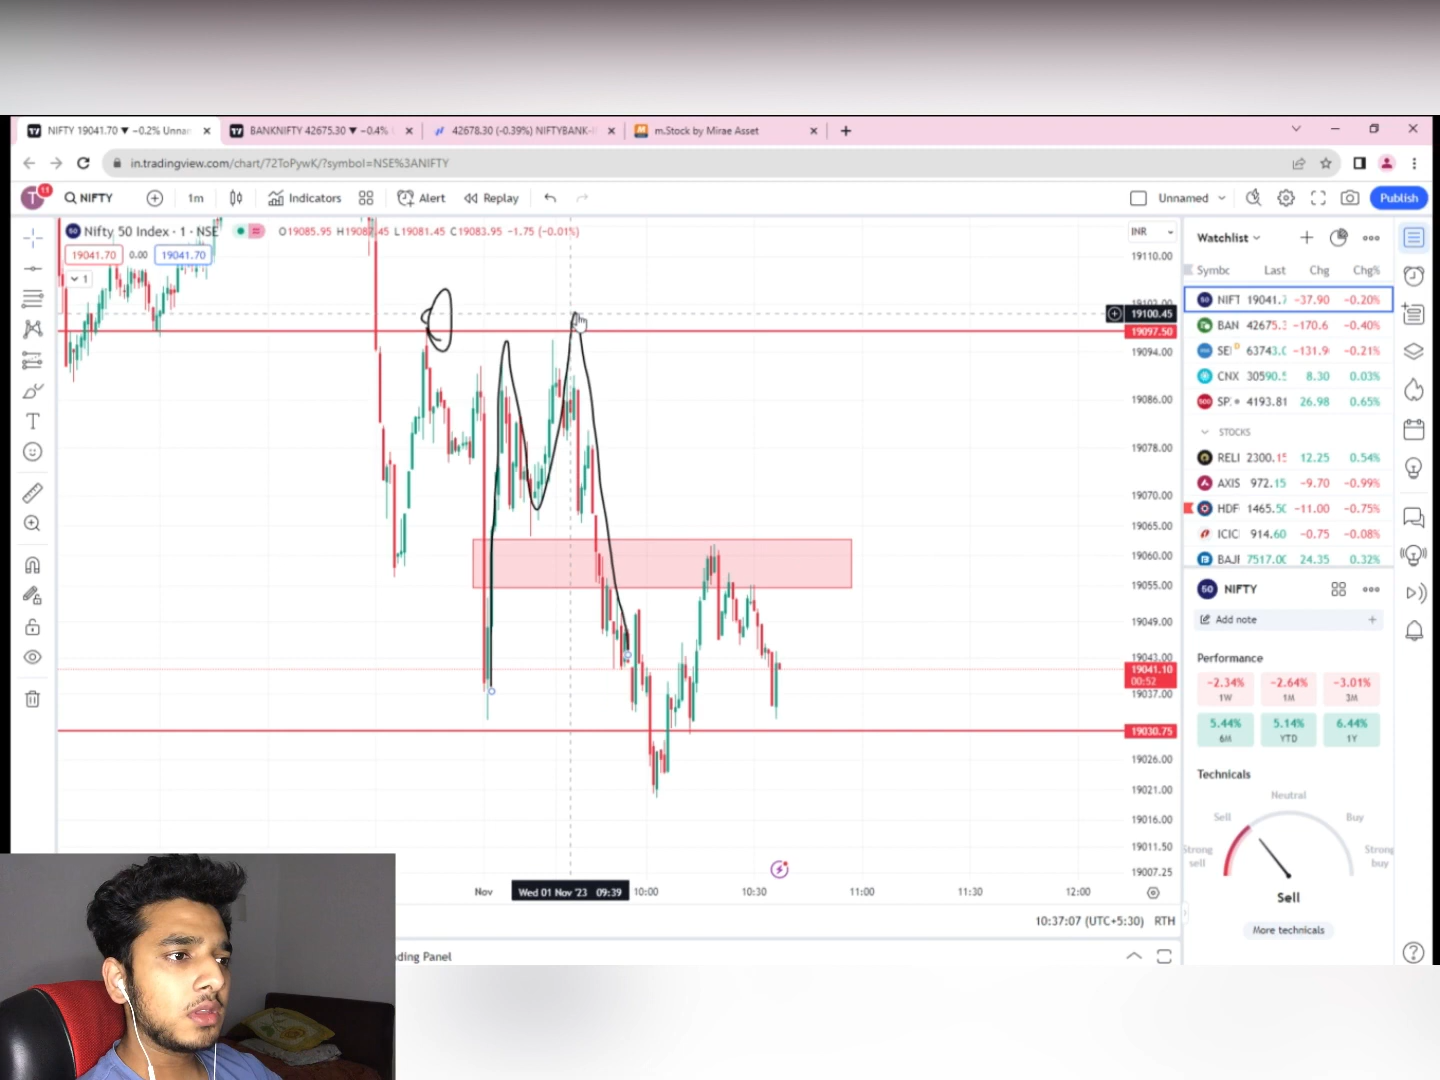 NIFTY 19041.70 ▼ −0.2% Unna
BANKNIFTY 42675.30 ▼ −0.4%
42678.30 (-0.39%) NIFTYBANK-
m.Stock by Mirae Asset
in.tradingview.com/chart/72ToPywK/?symbol=NSE%3ANIFTY
T 11
NIFTY
1m
Indicators
Alert
Replay
Unnamed
Publish
Nifty 50 Index · 1 · NSE
O19085.95 H19087.45 L19081.45 C19083.95 −1.75 (−0.01%)
19041.70 0.00 19041.70
1
INR
19110.00
19100.45
19097.50
19094.00
19086.00
19078.00
19070.00
19065.00
19060.00
19055.00
19049.00
19043.00
19041.10
00:52
19037.00
19030.75
19026.00
19021.00
19016.00
19011.50
19007.25
Nov
Wed 01 Nov '23 09:39
10:00
10:30
11:00
11:30
12:00
10:37:07 (UTC+5:30) RTH
ding Panel
Watchlist
Symbc Last Chg Chg%
50 NIFT 19041.7 −37.90 −0.20%
BAN 42675.3 −170.6 −0.40%
SEI D 63743.0 −131.9 −0.21%
CNX 30590.5 8.30 0.03%
500 SP. 4193.81 26.98 0.65%
STOCKS
RELI 2300.15 12.25 0.54%
AXIS 972.15 −9.70 −0.99%
HDF 1465.50 −11.00 −0.75%
ICIC 914.60 −0.75 −0.08%
BAJF 7517.00 24.35 0.32%
50 NIFTY
Add note
Performance
−2.34% −2.64% −3.01%
1W 1M 3M
5.44% 5.14% 6.44%
6M YTD 1Y
Technicals
Neutral
Sell Buy
Strong sell
Strong buy
Sell
More technicals